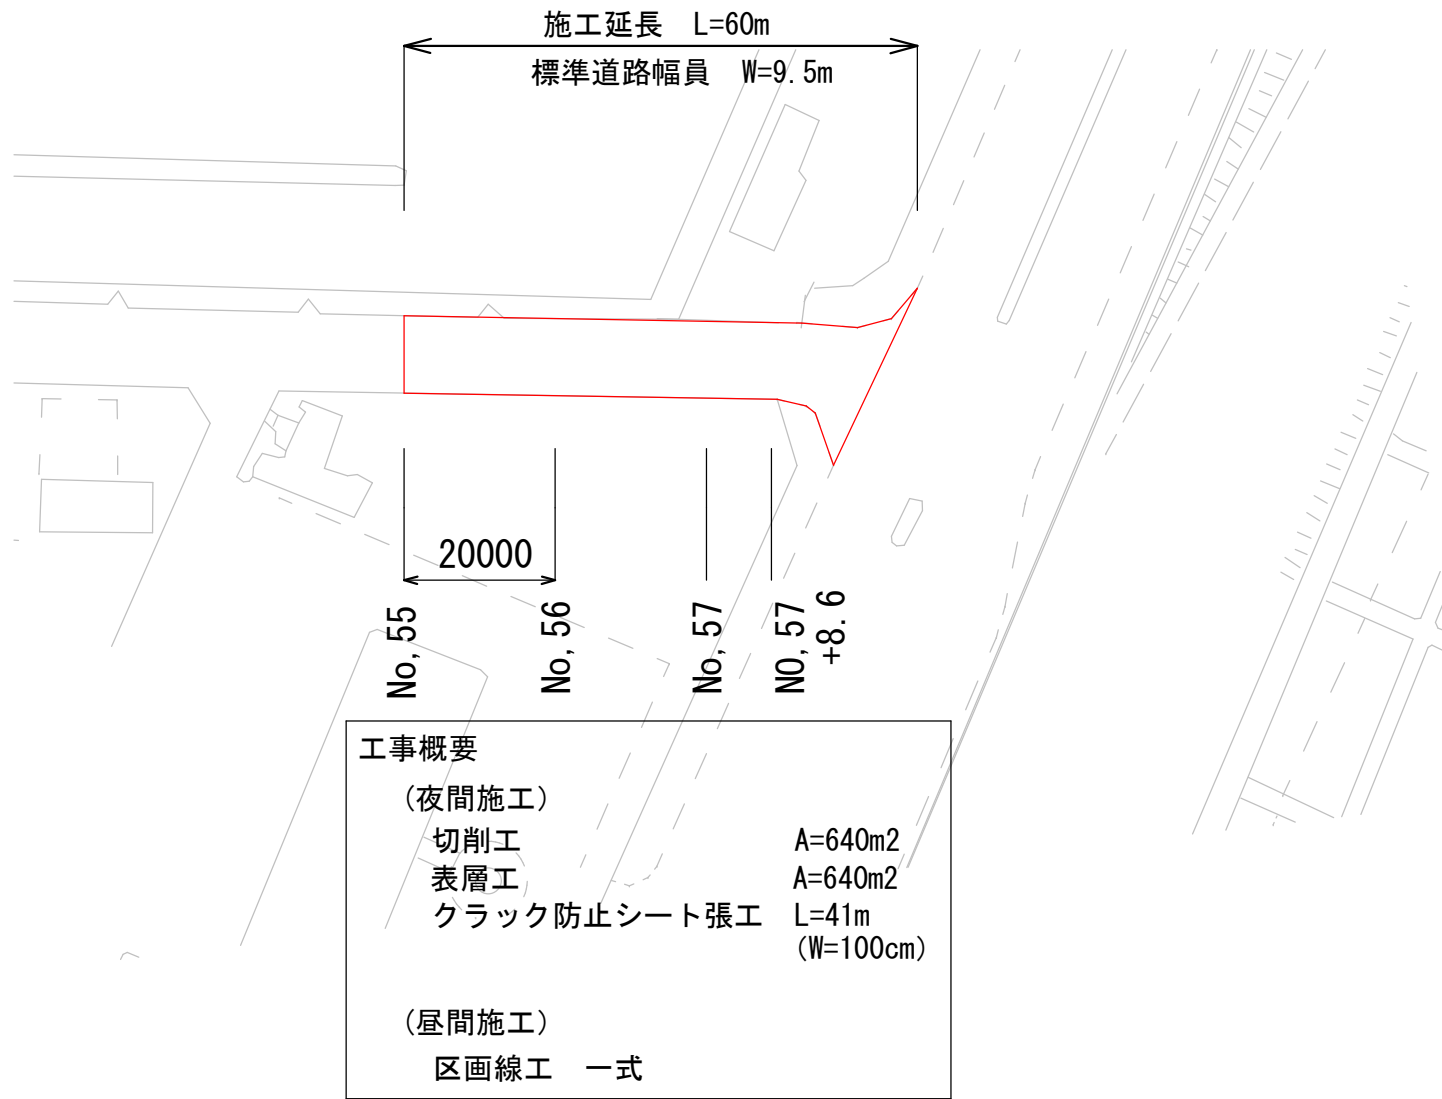 施工延長　L=60m
標準道路幅員　W=9.5m
20000
No,55
No,56
No,57
NO,57
+8.6
工事概要
(夜間施工)
切削工　A=640m2
表層工　A=640m2
クラック防止シート張工　L=41m
(W=100cm)
(昼間施工)
区画線工　一式